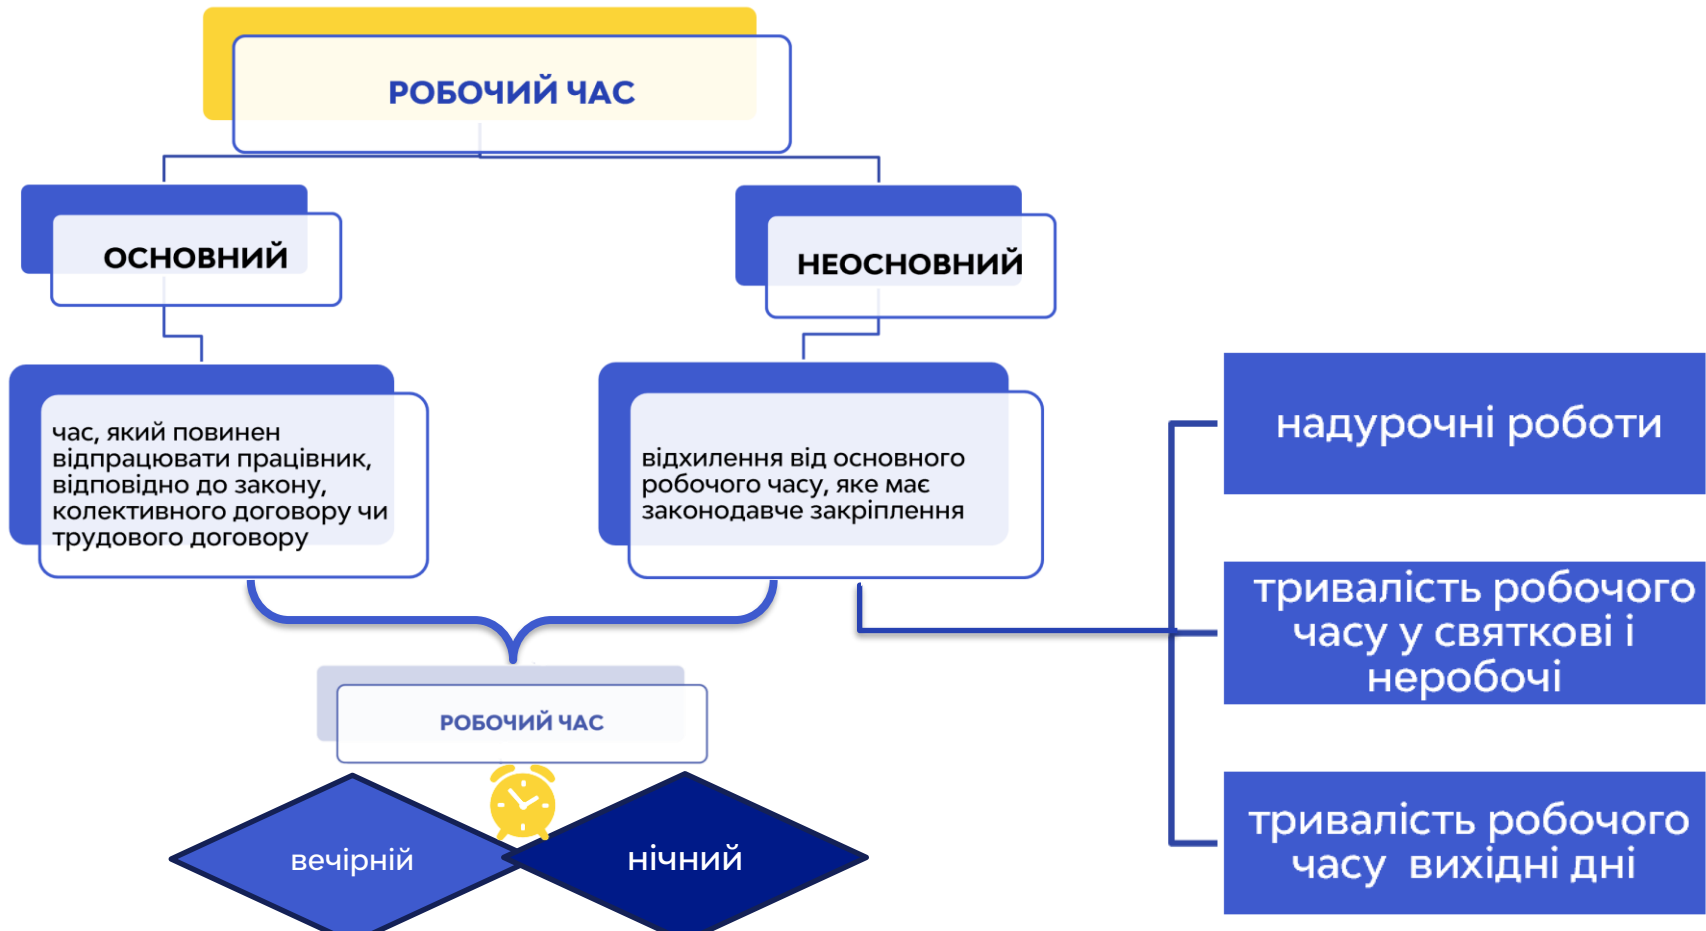 РОБОЧИЙ ЧАС
ОСНОВНИЙ
НЕОСНОВНИЙ
час, який повинен
відпрацювати працівник,
відповідно до закону,
колективного договору чи
трудового договору
відхилення від основного
робочого часу, яке має
законодавче закріплення
надурочні роботи
тривалість робочого
часу у святкові і
неробочі
тривалість робочого
часу вихідні дні
РОБОЧИЙ ЧАС
вечірній
нічний